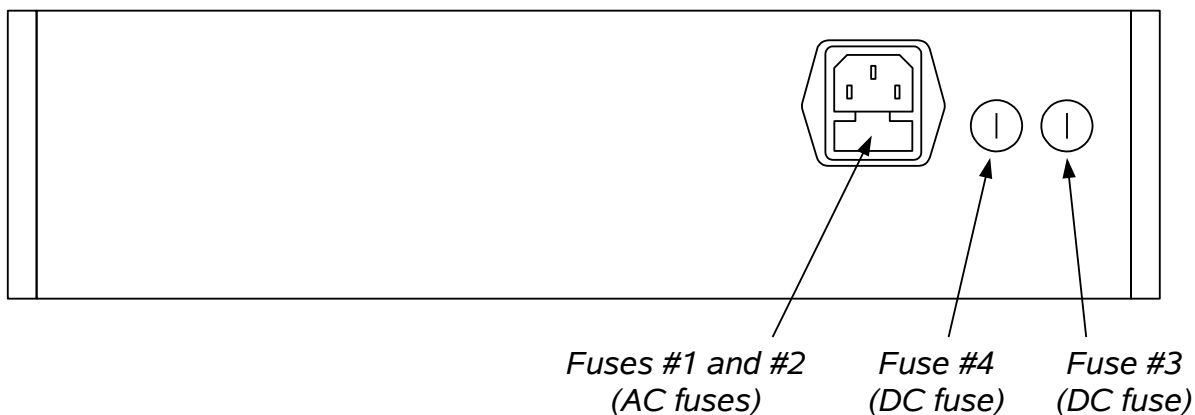 Fuses #1 and #2
(AC fuses)
Fuse #4
(DC fuse)
Fuse #3
(DC fuse)